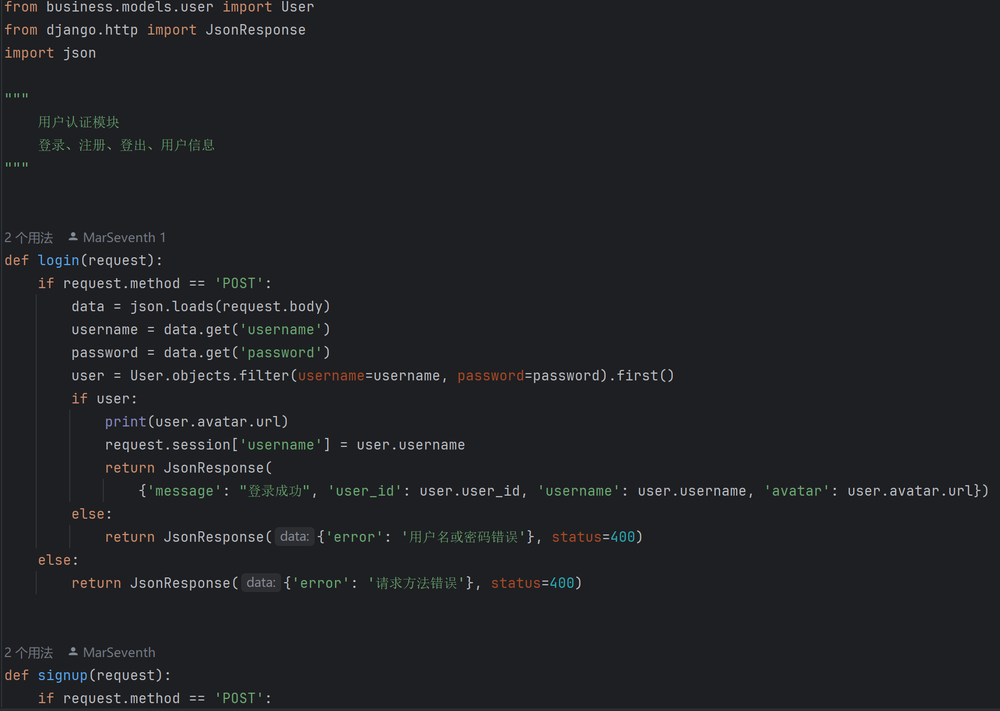 from business.models.user import User
from django.http import JsonResponse
import json
"""
用户认证模块
登录、注册、登出、用户信息
"""
2 个用法 MarSeventh 1
def login(request):
    if request.method == 'POST':
        data = json.loads(request.body)
        username = data.get('username')
        password = data.get('password')
        user = User.objects.filter(username=username, password=password).first()
        if user:
            print(user.avatar.url)
            request.session['username'] = user.username
            return JsonResponse(
                {'message': "登录成功", 'user_id': user.user_id, 'username': user.username, 'avatar': user.avatar.url})
        else:
            return JsonResponse( data: {'error': '用户名或密码错误'}, status=400)
    else:
        return JsonResponse( data: {'error': '请求方法错误'}, status=400)
2 个用法 MarSeventh
def signup(request):
    if request.method == 'POST':